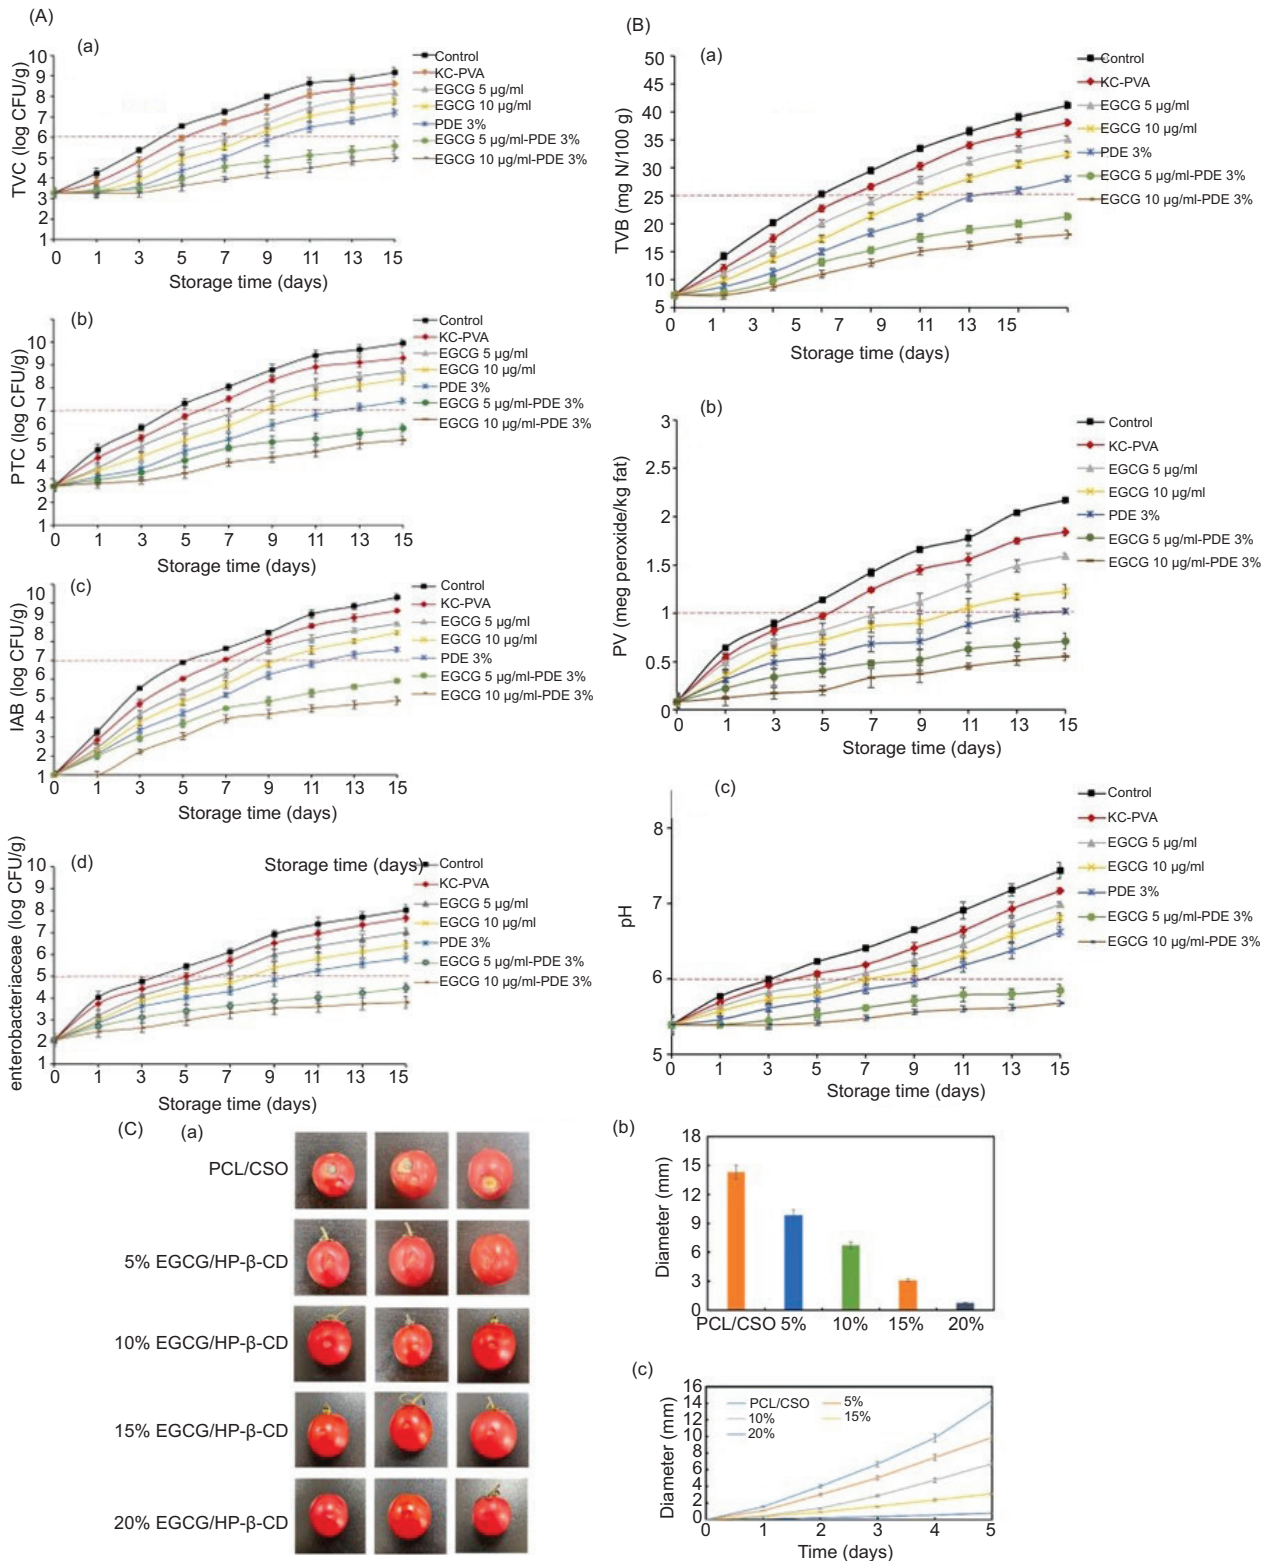 (A)
(a)
TVC (log CFU/g)
10
9
8
7
6
5
4
3
2
1
0 1 3 5 7 9 11 13 15
Storage time (days)
Control
KC-PVA
EGCG 5 µg/ml
EGCG 10 µg/ml
PDE 3%
EGCG 5 µg/ml-PDE 3%
EGCG 10 µg/ml-PDE 3%
(b)
PTC (log CFU/g)
10
9
8
7
6
5
4
3
2
1
0 1 3 5 7 9 11 13 15
Storage time (days)
Control
KC-PVA
EGCG 5 µg/ml
EGCG 10 µg/ml
PDE 3%
EGCG 5 µg/ml-PDE 3%
EGCG 10 µg/ml-PDE 3%
(c)
IAB (log CFU/g)
10
9
8
7
6
5
4
3
2
1
0 1 3 5 7 9 11 13 15
Storage time (days)
Control
KC-PVA
EGCG 5 µg/ml
EGCG 10 µg/ml
PDE 3%
EGCG 5 µg/ml-PDE 3%
EGCG 10 µg/ml-PDE 3%
(d)
Storage time (days)
enterobacteriaceae (log CFU/g)
10
9
8
7
6
5
4
3
2
1
0 1 3 5 7 9 11 13 15
Storage time (days)
Control
KC-PVA
EGCG 5 µg/ml
EGCG 10 µg/ml
PDE 3%
EGCG 5 µg/ml-PDE 3%
EGCG 10 µg/ml-PDE 3%
(B)
(a)
TVB (mg N/100 g)
50
45
40
35
30
25
20
15
10
5
0 1 3 5 7 9 11 13 15
Storage time (days)
Control
KC-PVA
EGCG 5 µg/ml
EGCG 10 µg/ml
PDE 3%
EGCG 5 µg/ml-PDE 3%
EGCG 10 µg/ml-PDE 3%
(b)
PV (meg peroxide/kg fat)
3
2.5
2
1.5
1
0.5
0
0 1 3 5 7 9 11 13 15
Storage time (days)
Control
KC-PVA
EGCG 5 µg/ml
EGCG 10 µg/ml
PDE 3%
EGCG 5 µg/ml-PDE 3%
EGCG 10 µg/ml-PDE 3%
(c)
pH
8
7
6
5
0 1 3 5 7 9 11 13 15
Storage time (days)
Control
KC-PVA
EGCG 5 µg/ml
EGCG 10 µg/ml
PDE 3%
EGCG 5 µg/ml-PDE 3%
EGCG 10 µg/ml-PDE 3%
(C)
(a)
PCL/CSO
5% EGCG/HP-β-CD
10% EGCG/HP-β-CD
15% EGCG/HP-β-CD
20% EGCG/HP-β-CD
(b)
Diameter (mm)
18
15
12
9
6
3
0
PCL/CSO 5% 10% 15% 20%
(c)
Diameter (mm)
16
14
12
10
8
6
4
2
0
PCL/CSO 5%
10% 15%
20%
0 1 2 3 4 5
Time (days)